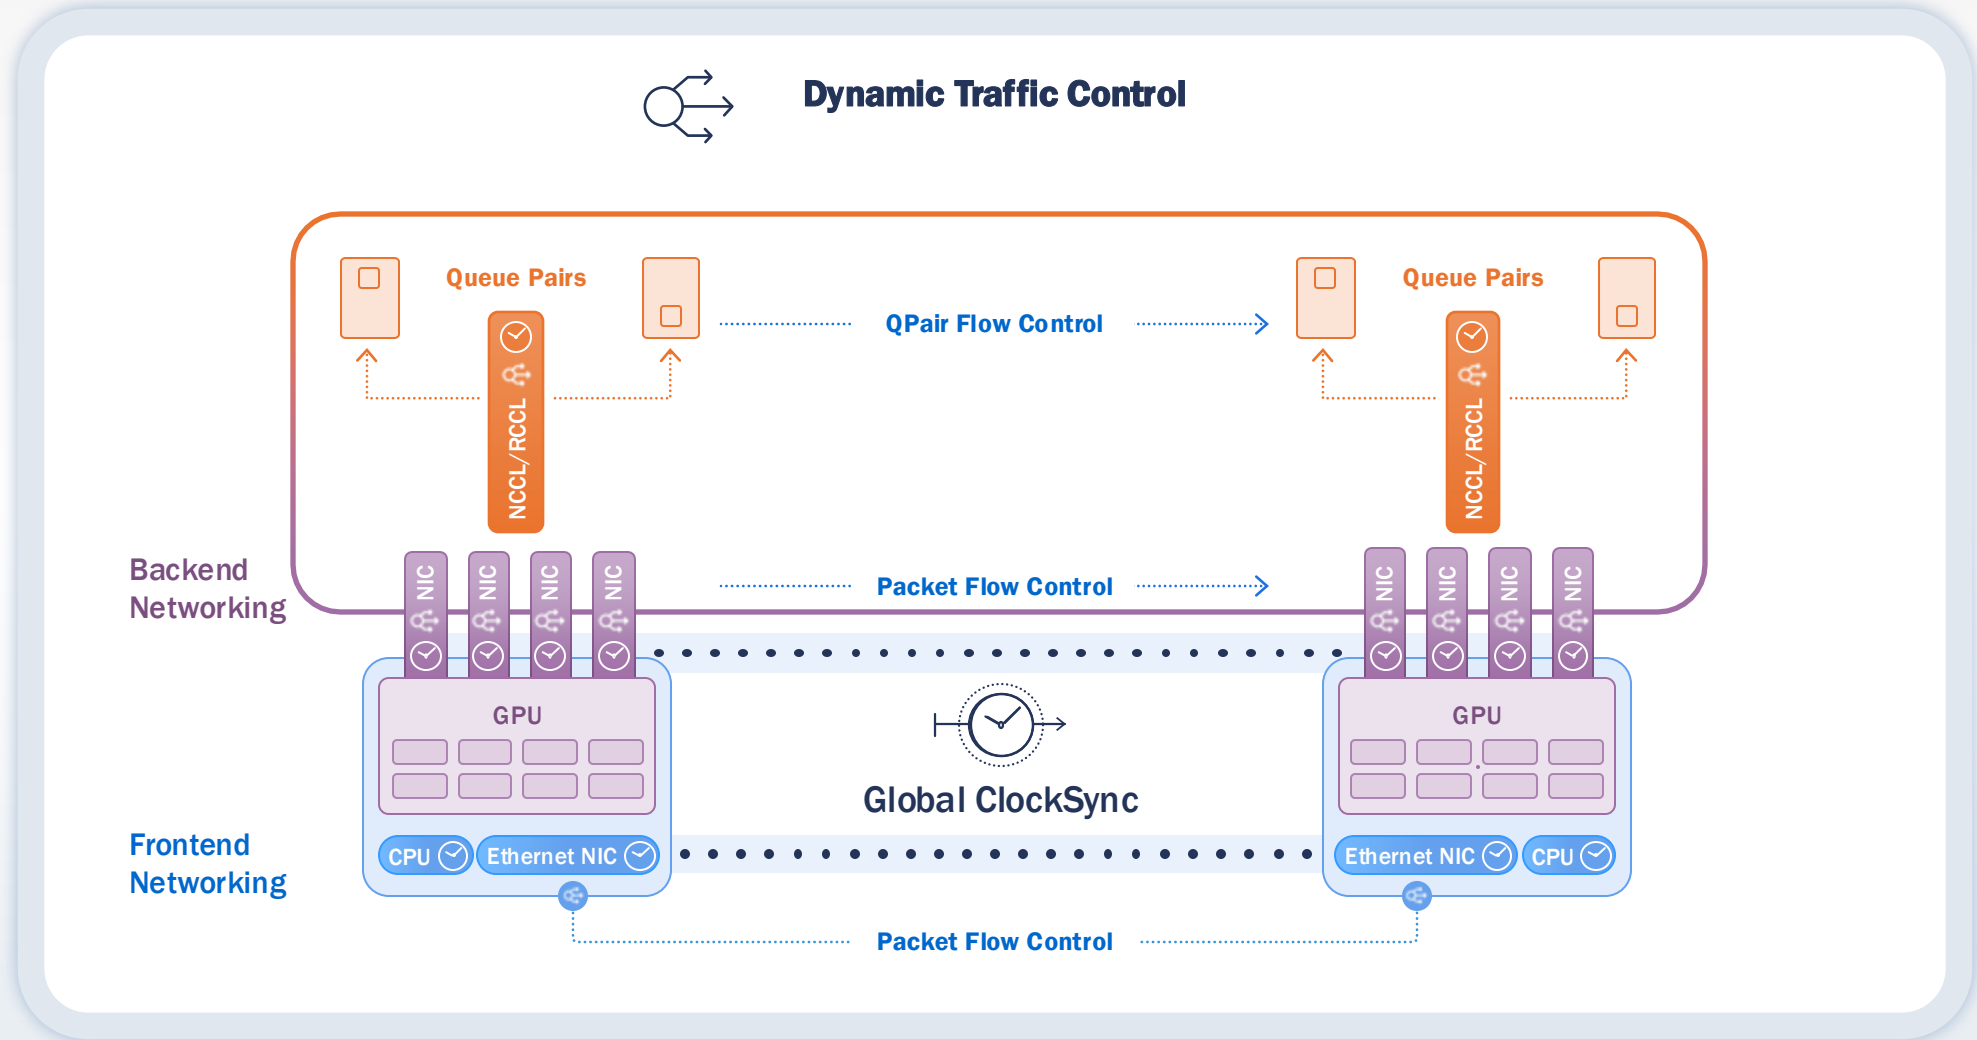 Dynamic Traffic Control
Queue Pairs
Queue Pairs
QPair Flow Control
NCCL/RCCL
NCCL/RCCL
Backend
Networking
NIC
NIC
NIC
NIC
Packet Flow Control
NIC
NIC
NIC
NIC
GPU
GPU
Global ClockSync
Frontend
Networking
CPU
Ethernet NIC
Ethernet NIC
CPU
Packet Flow Control